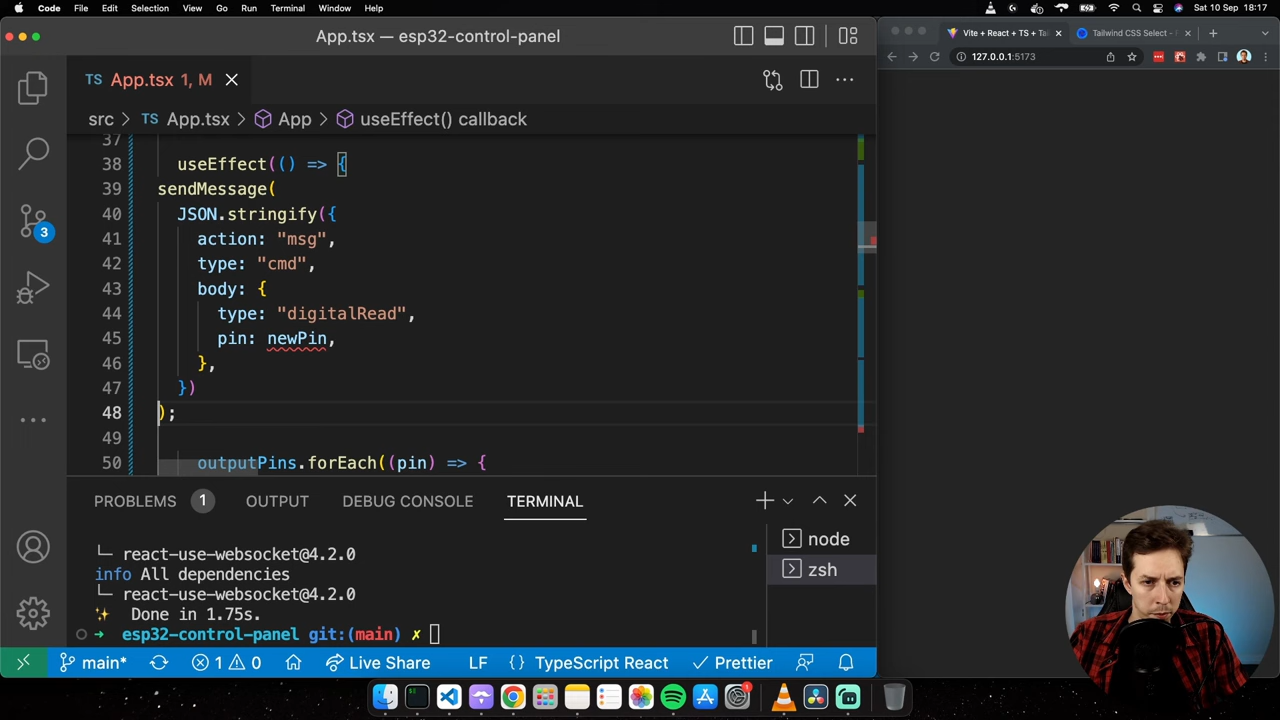 Code File Edit Selection View Go Run Terminal Window Help Sat 10 Sep 18:17
App.tsx — esp32-control-panel
Vite + React + TS + Tai
Tailwind CSS Select -
127.0.0.1:5173
TS App.tsx 1, M
src > TS App.tsx > App > useEffect() callback
37
38 useEffect(() => {
39 sendMessage(
40 JSON.stringify({
41 action: "msg",
42 type: "cmd",
43 body: {
44 type: "digitalRead",
45 pin: newPin,
46 },
47 })
48 );
49
50 outputPins.forEach((pin) => {
3
PROBLEMS 1 OUTPUT DEBUG CONSOLE TERMINAL
└─ react-use-websocket@4.2.0
info All dependencies
└─ react-use-websocket@4.2.0
✨ Done in 1.75s.
➜ esp32-control-panel git:(main) ✗
node
zsh
main* 1 0 Live Share LF {} TypeScript React Prettier